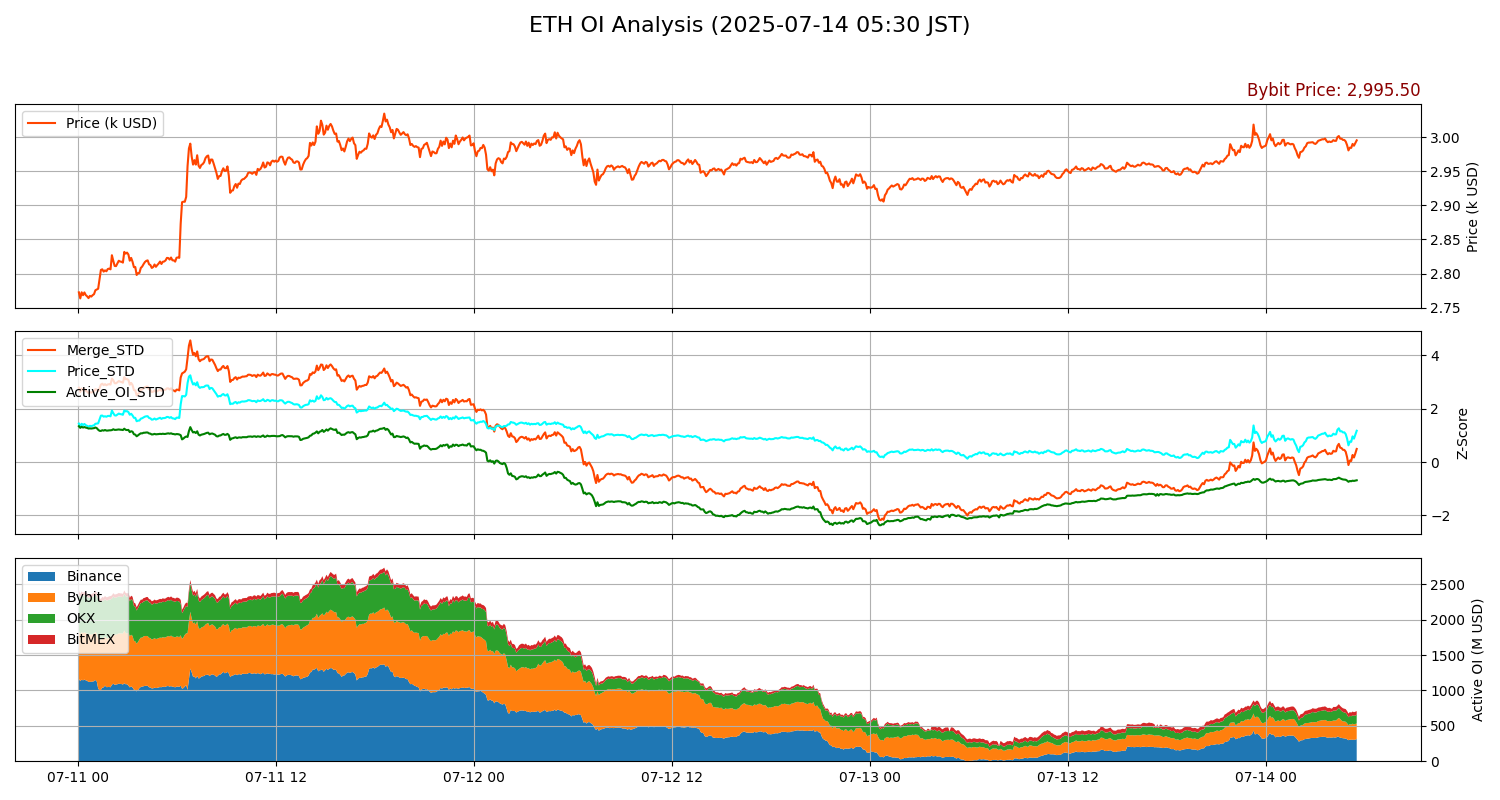 ETH OI Analysis (2025-07-14 05:30 JST)
Bybit Price: 2,995.50
Price (k USD)
3.00
2.95
2.90
2.85
2.80
2.75
Price (k USD)
Merge_STD
Price_STD
Active_OI_STD
4
2
0
−2
Z-Score
Binance
Bybit
OKX
BitMEX
2500
2000
1500
1000
500
0
Active OI (M USD)
07-11 00
07-11 12
07-12 00
07-12 12
07-13 00
07-13 12
07-14 00